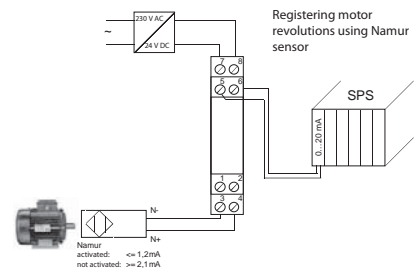 230 V AC
~
24 V DC
Registering motor
revolutions using Namur
sensor
7 8
5 6
SPS
0...20 mA
1 2
3 4
N-
N+
Namur
activated: <= 1,2mA
not activated: >= 2,1mA